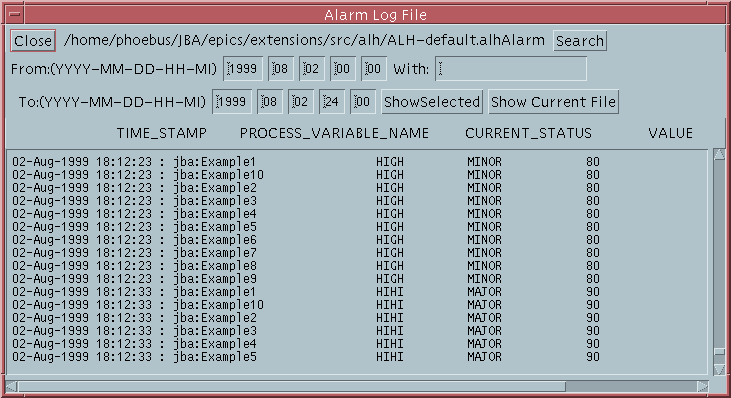 Alarm Log File
Close /home/phoebus/JBA/epics/extensions/src/alh/ALH-default.alhAlarm Search
From:(YYYY-MM-DD-HH-MI) 1999 08 02 00 00 With:
To:(YYYY-MM-DD-HH-MI) 1999 08 02 24 00 ShowSelected Show Current File
TIME_STAMP PROCESS_VARIABLE_NAME CURRENT_STATUS VALUE
02-Aug-1999 18:12:23 : jba:Example1 HIGH MINOR 80
02-Aug-1999 18:12:23 : jba:Example10 HIGH MINOR 80
02-Aug-1999 18:12:23 : jba:Example2 HIGH MINOR 80
02-Aug-1999 18:12:23 : jba:Example3 HIGH MINOR 80
02-Aug-1999 18:12:23 : jba:Example4 HIGH MINOR 80
02-Aug-1999 18:12:23 : jba:Example5 HIGH MINOR 80
02-Aug-1999 18:12:23 : jba:Example6 HIGH MINOR 80
02-Aug-1999 18:12:23 : jba:Example7 HIGH MINOR 80
02-Aug-1999 18:12:23 : jba:Example8 HIGH MINOR 80
02-Aug-1999 18:12:23 : jba:Example9 HIGH MINOR 80
02-Aug-1999 18:12:33 : jba:Example1 HIHI MAJOR 90
02-Aug-1999 18:12:33 : jba:Example10 HIHI MAJOR 90
02-Aug-1999 18:12:33 : jba:Example2 HIHI MAJOR 90
02-Aug-1999 18:12:33 : jba:Example3 HIHI MAJOR 90
02-Aug-1999 18:12:33 : jba:Example4 HIHI MAJOR 90
02-Aug-1999 18:12:33 : jba:Example5 HIHI MAJOR 90